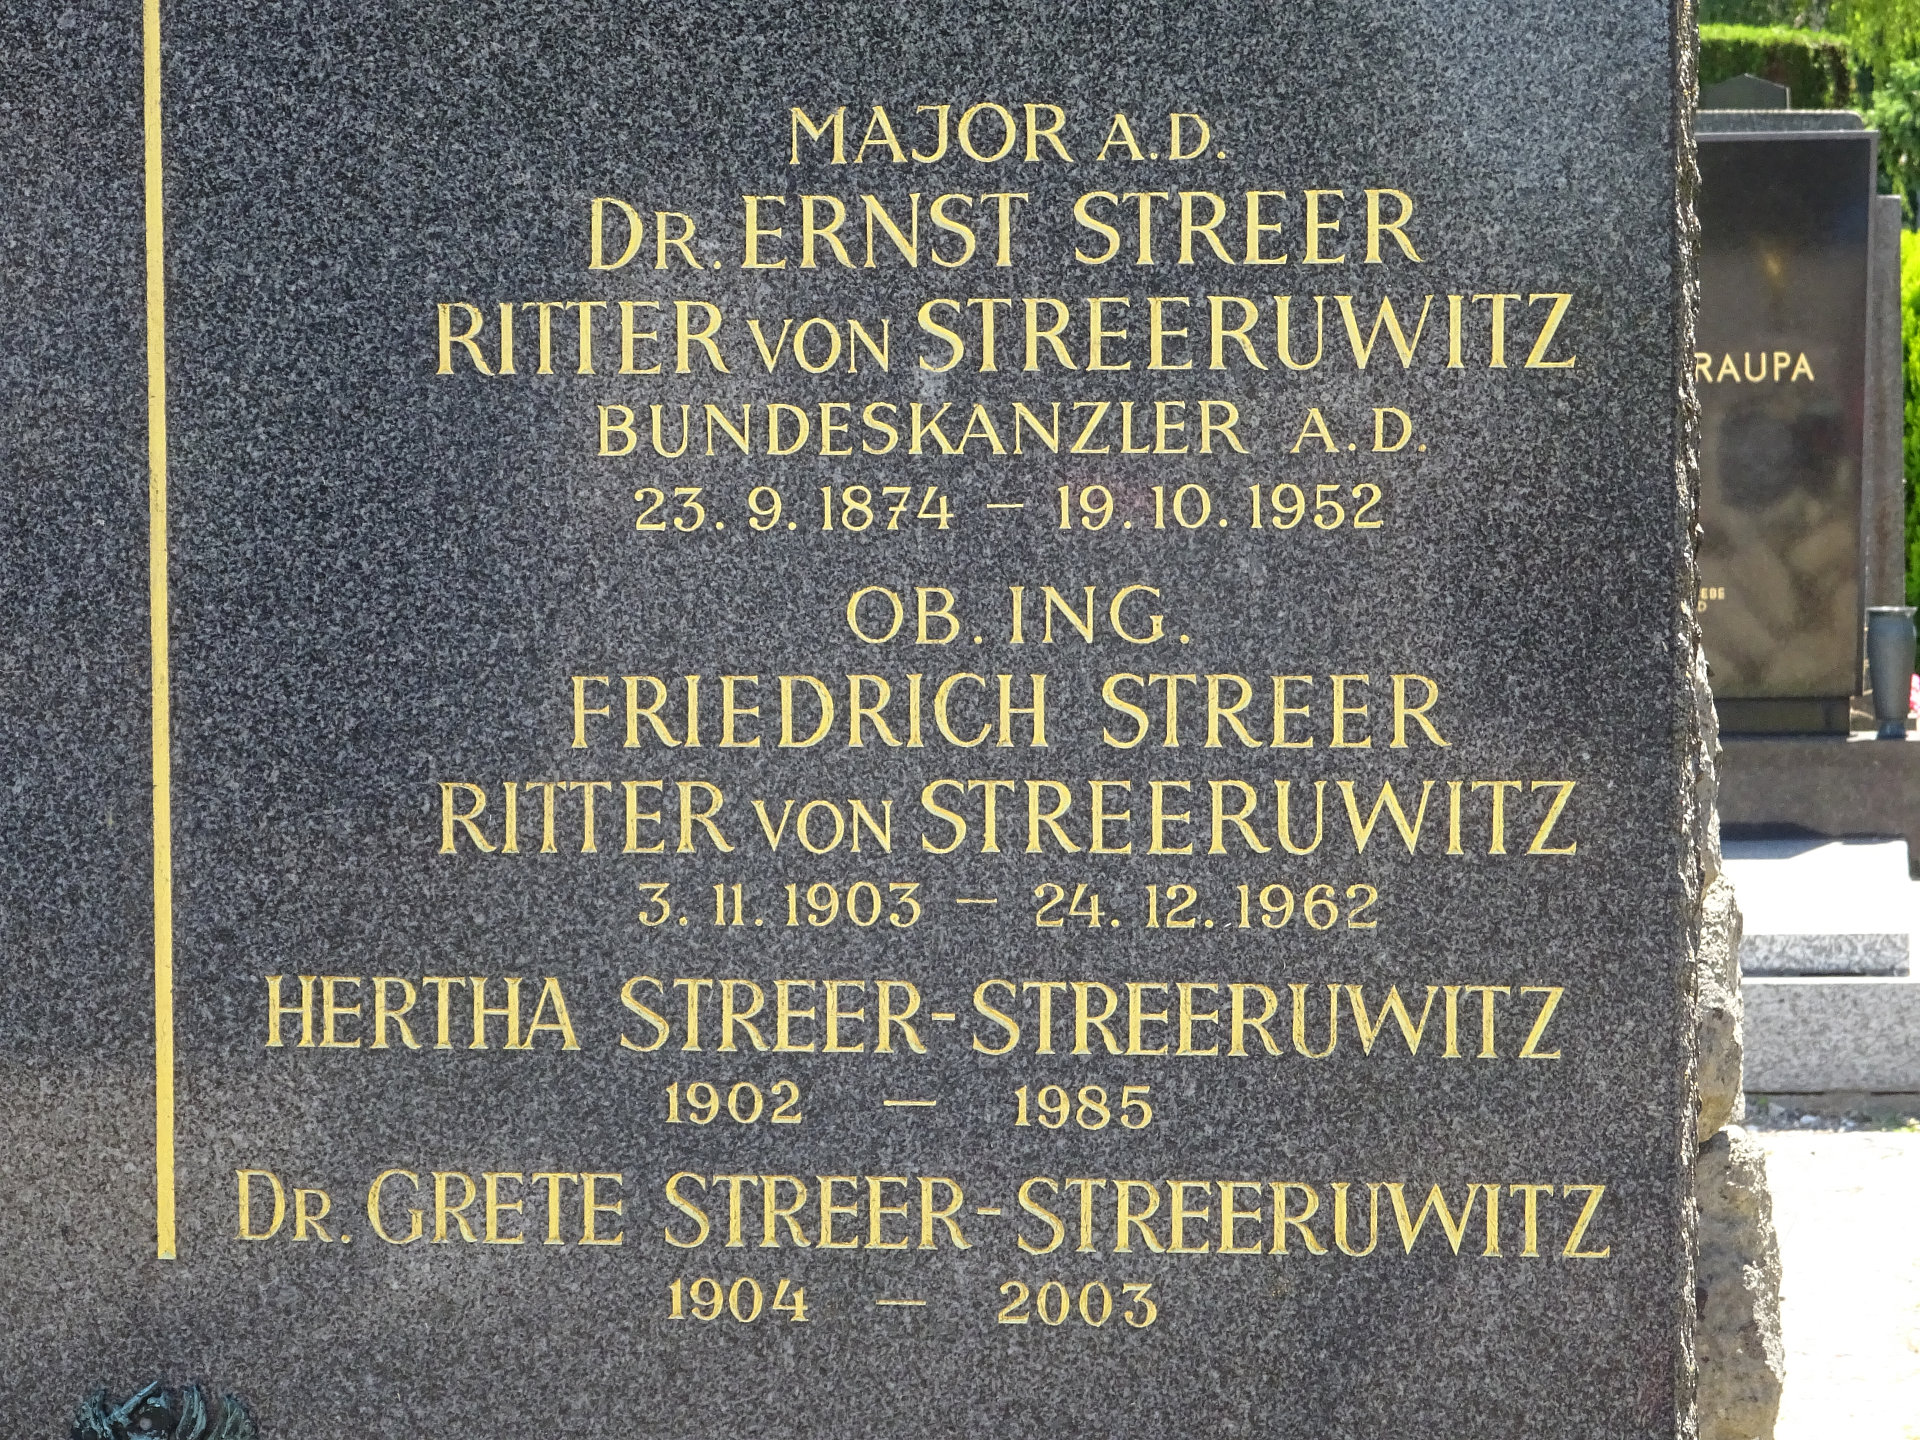 MAJOR A.D.
DR. ERNST STREER
RITTER VON STREERUWITZ
BUNDESKANZLER A.D.
23. 9. 1874 – 19. 10. 1952
OB. ING.
FRIEDRICH STREER
RITTER VON STREERUWITZ
3. 11. 1903 – 24. 12. 1962
HERTHA STREER-STREERUWITZ
1902 – 1985
DR. GRETE STREER-STREERUWITZ
1904 – 2003
RAUPA